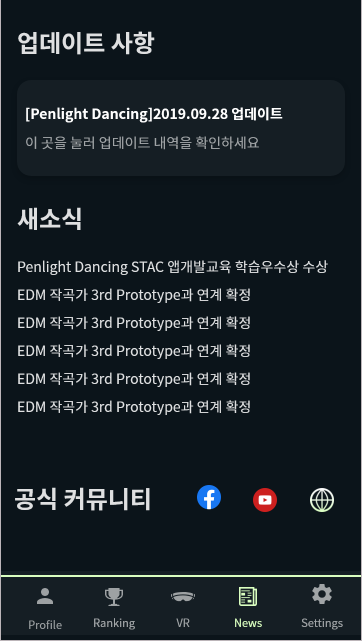 업데이트 사항
[Penlight Dancing]2019.09.28 업데이트
이 곳을 눌러 업데이트 내역을 확인하세요
새소식
Penlight Dancing STAC 앱개발교육 학습우수상 수상
EDM 작곡가 3rd Prototype과 연계 확정
EDM 작곡가 3rd Prototype과 연계 확정
EDM 작곡가 3rd Prototype과 연계 확정
EDM 작곡가 3rd Prototype과 연계 확정
EDM 작곡가 3rd Prototype과 연계 확정
공식 커뮤니티
Profile Ranking VR News Settings